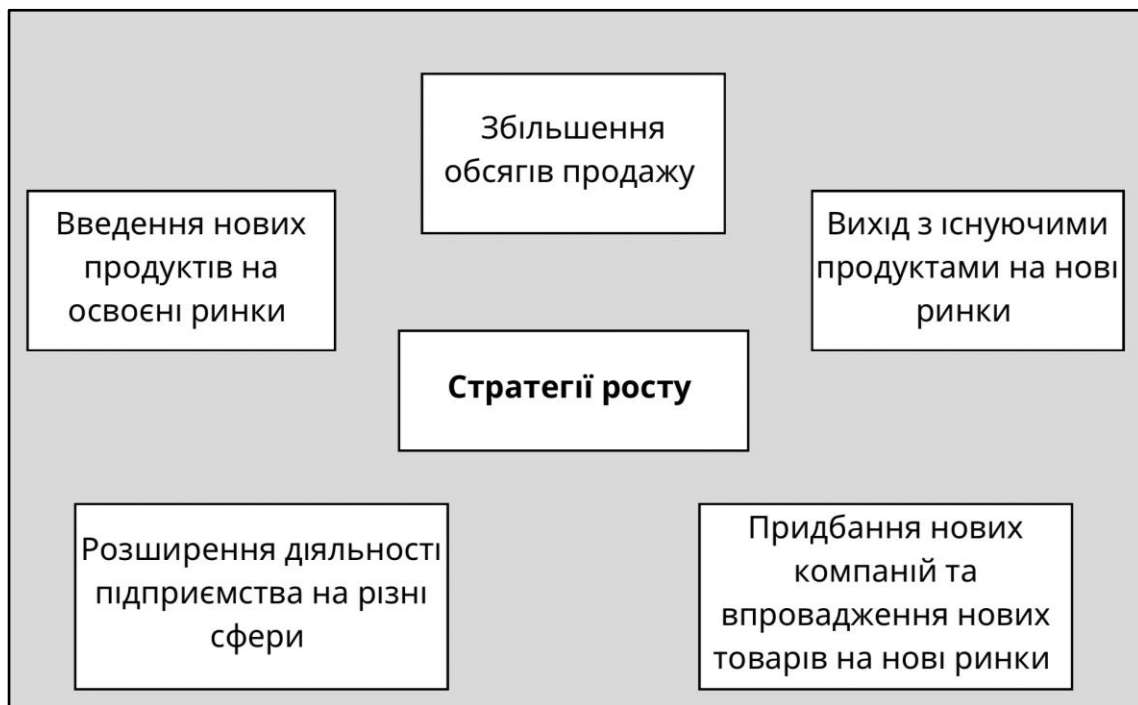 Збільшення
обсягів продажу
Введення нових
продуктів на
освоєні ринки
Вихід з існуючими
продуктами на нові
ринки
Стратегії росту
Розширення діяльності
підприємства на різні
сфери
Придбання нових
компаній та
впровадження нових
товарів на нові ринки